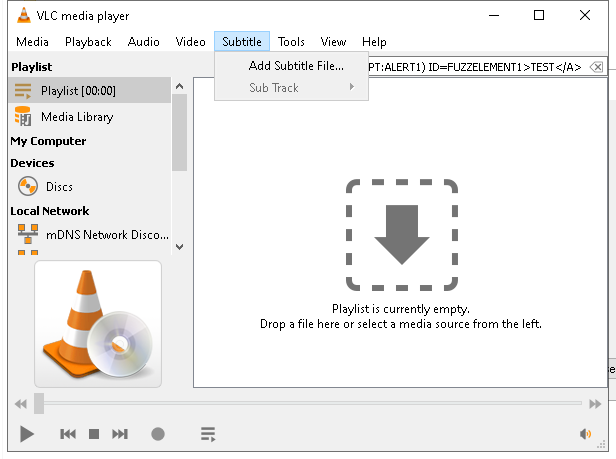 VLC media player
Media Playback Audio Video Subtitle Tools View Help
Playlist
PT:ALERT1) ID=FUZZELEMENT1>TEST</A>
Add Subtitle File...
Sub Track
Playlist [00:00]
Media Library
My Computer
Devices
Discs
Local Network
mDNS Network Disco...
Playlist is currently empty.
Drop a file here or select a media source from the left.